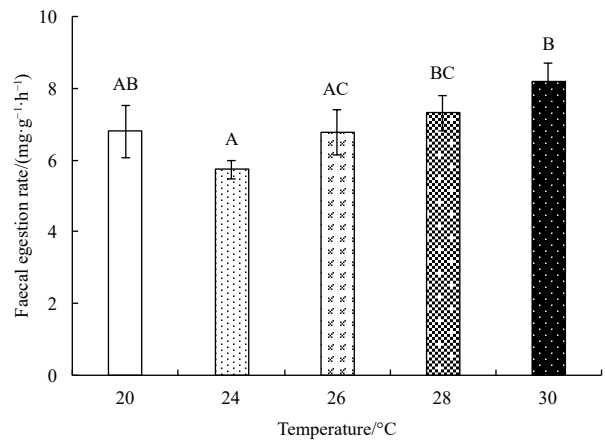 10
8
6
4
2
0
Faecal egestion rate/(mg·g⁻¹·h⁻¹)
AB
A
AC
BC
B
20 24 26 28 30
Temperature/°C